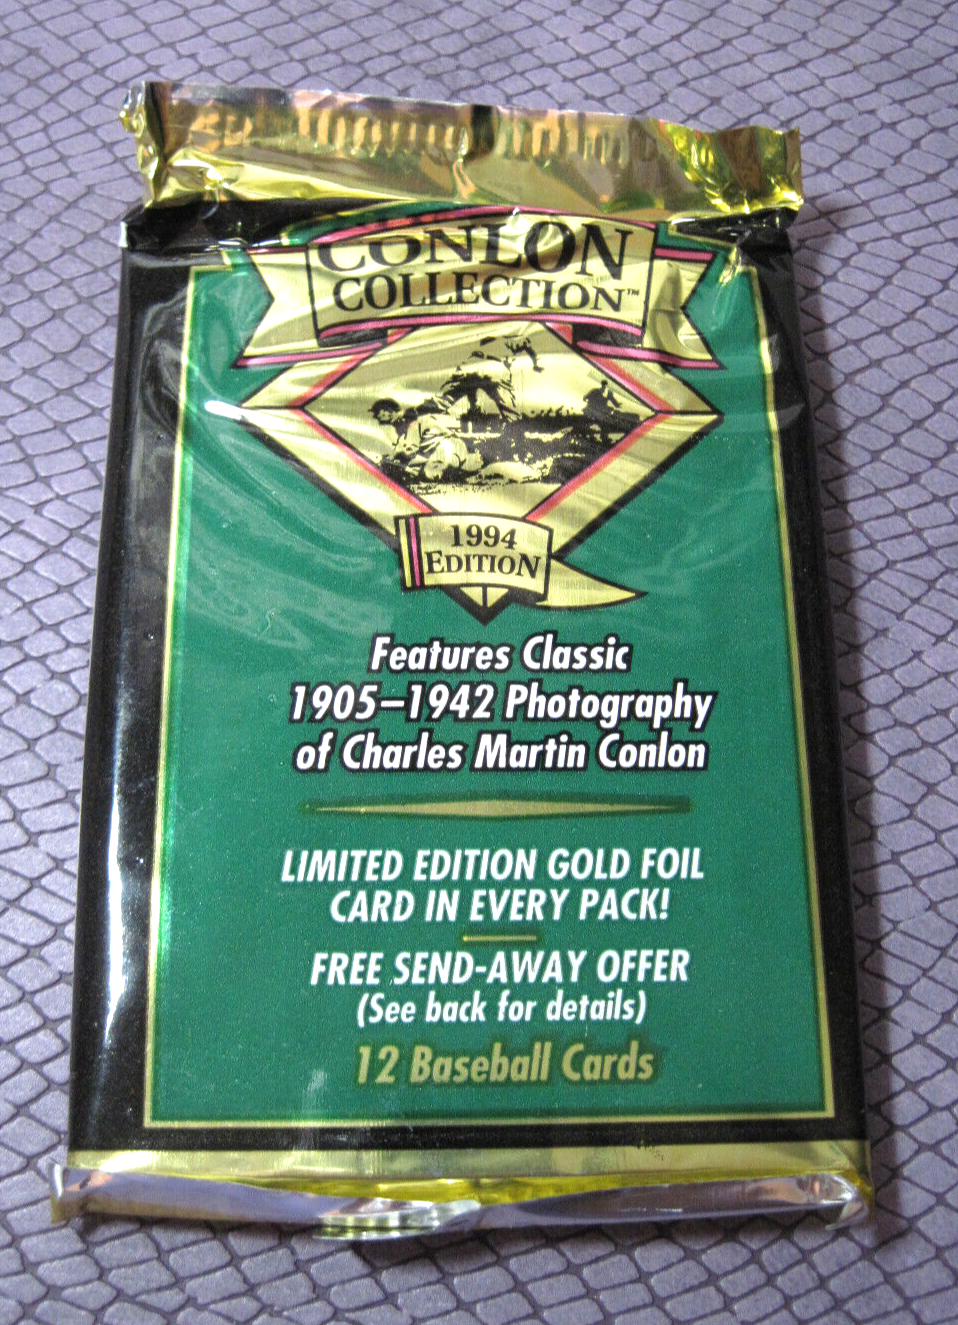 CONLON
COLLECTION™
1994
EDITION
Features Classic
1905–1942 Photography
of Charles Martin Conlon
LIMITED EDITION GOLD FOIL
CARD IN EVERY PACK!
FREE SEND-AWAY OFFER
(See back for details)
12 Baseball Cards